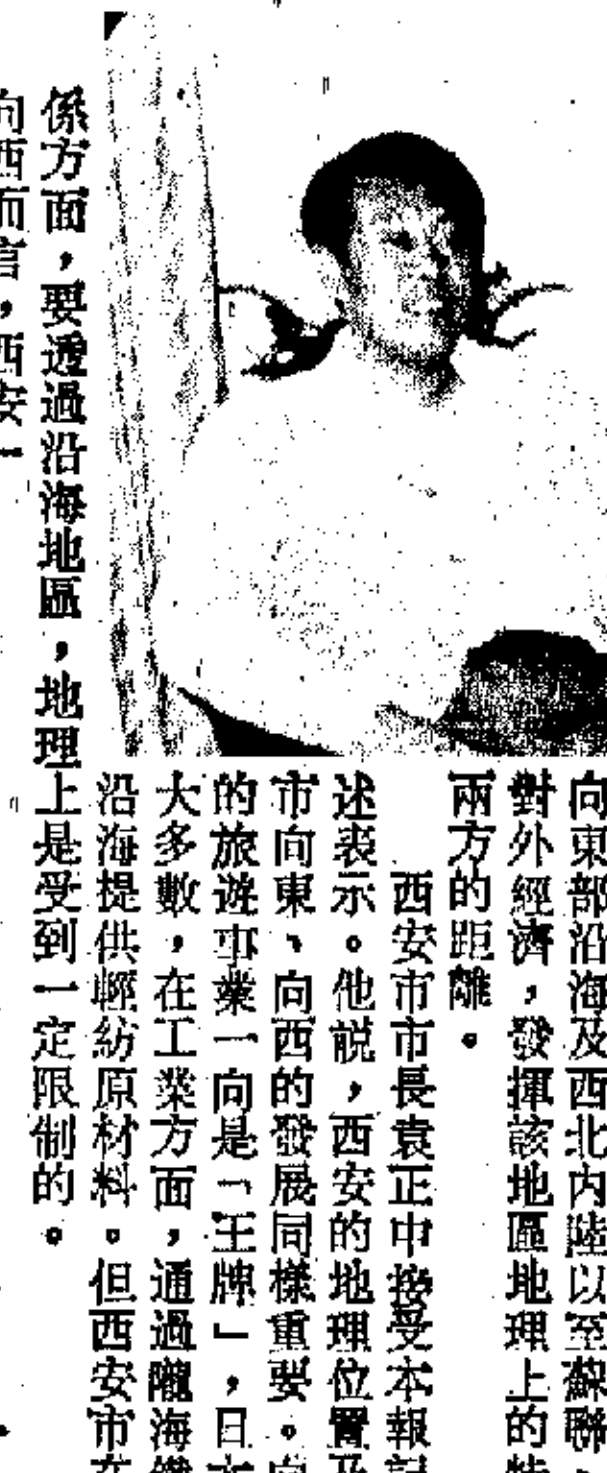 向東部沿海及西北內陸以至蘇聯、
對外經濟，發揮該地區地理上的
兩方的距離。
西安市市長袁正中接受本報記
述表示。他說，西安的地理位置及
市向東、向西的發展同樣重要。向
的旅遊事業一向是「王牌」，日本
大多數，在工業方面，通過隴海鐵
沿海提供輕紡原材料。但西安市在
係方面，要透過沿海地區，地理上是受到一定限制的。
向西而言，西安一